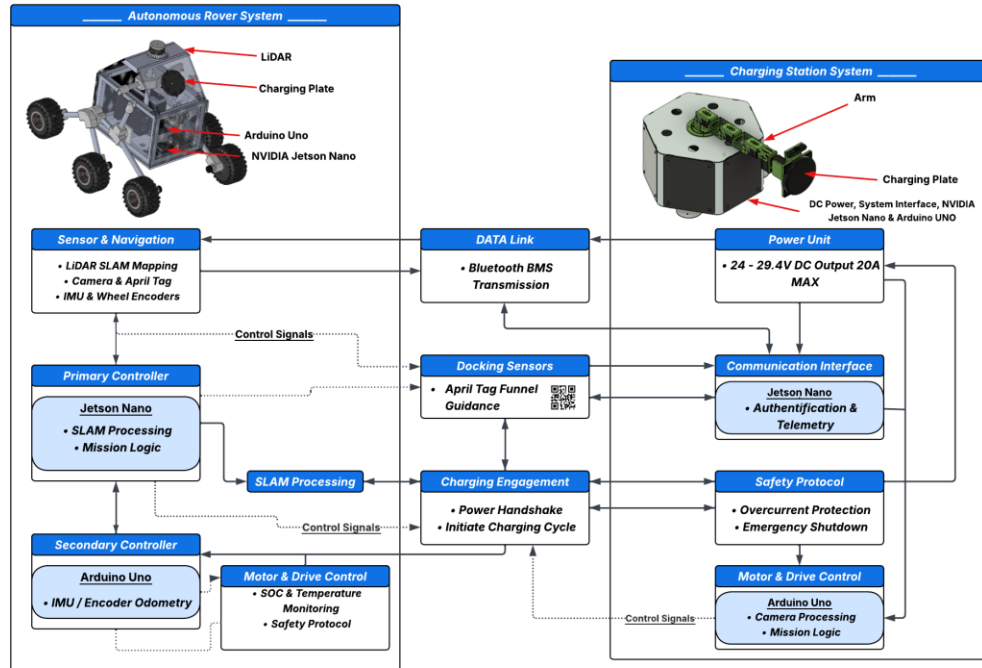 Autonomous Rover System
LiDAR
Charging Plate
Arduino Uno
NVIDIA Jetson Nano
Charging Station System
Arm
Charging Plate
DC Power, System Interface, NVIDIA
Jetson Nano & Arduino UNO
Sensor & Navigation
• LiDAR SLAM Mapping
• Camera & April Tag
• IMU & Wheel Encoders
DATA Link
• Bluetooth BMS
Transmission
Power Unit
• 24 - 29.4V DC Output 20A
MAX
Control Signals
Primary Controller
Jetson Nano
• SLAM Processing
• Mission Logic
Docking Sensors
• April Tag Funnel
Guidance
Communication Interface
Jetson Nano
• Authentification &
Telemetry
SLAM Processing
Charging Engagement
• Power Handshake
• Initiate Charging Cycle
Safety Protocol
• Overcurrent Protection
• Emergency Shutdown
Control Signals
Secondary Controller
Arduino Uno
• IMU / Encoder Odometry
Motor & Drive Control
• SOC & Temperature
Monitoring
• Safety Protocol
Control Signals
Motor & Drive Control
Arduino Uno
• Camera Processing
• Mission Logic